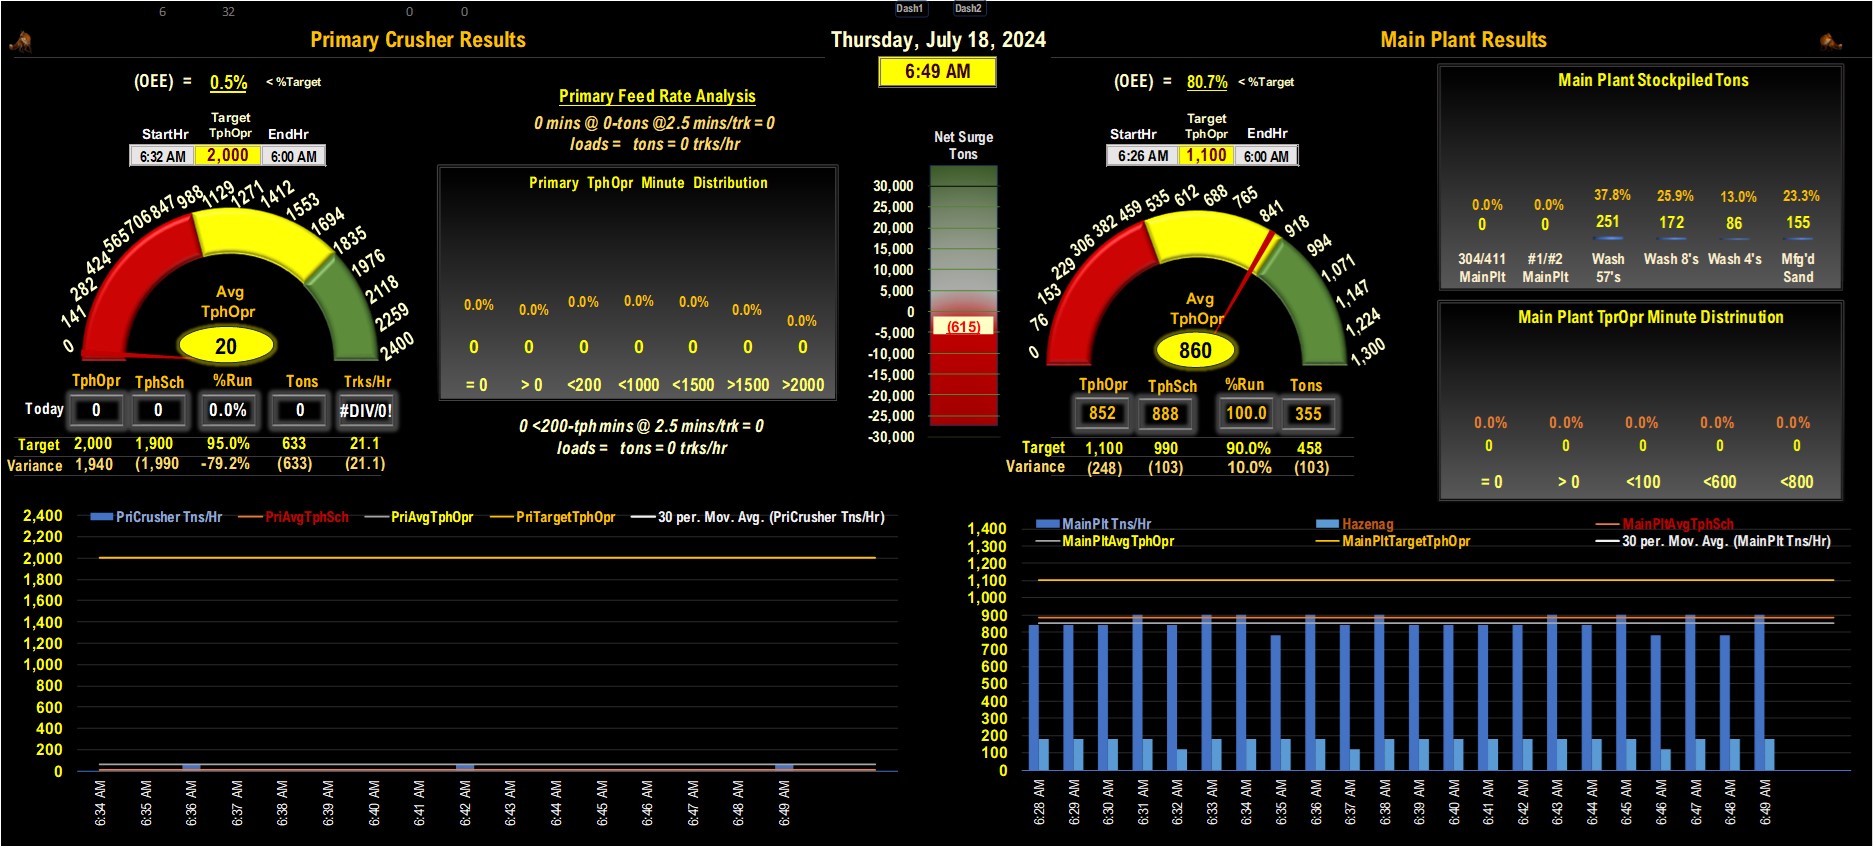 6 32 0 0 Dash1 Dash2
Primary Crusher Results
Thursday, July 18, 2024
Main Plant Results
6:49 AM
(OEE) = 0.5% < %Target
Target
StartHr TphOpr EndHr
6:32 AM 2,000 6:00 AM
0 141 282 424 565 706 847 988 1129 1271 1412 1553 1694 1835 1976 2118 2259 2400
Avg
TphOpr
20
TphOpr TphSch %Run Tons Trks/Hr
Today 0 0 0.0% 0 #DIV/0!
Target 2,000 1,900 95.0% 633 21.1
Variance 1,940 (1,990 -79.2% (633) (21.1)
Primary Feed Rate Analysis
0 mins @ 0-tons @2.5 mins/trk = 0
loads = tons = 0 trks/hr
Primary TphOpr Minute Distribution
0.0% 0.0% 0.0% 0.0% 0.0% 0.0% 0.0%
0 0 0 0 0 0 0
= 0 > 0 <200 <1000 <1500 >1500 >2000
0 <200-tph mins @ 2.5 mins/trk = 0
loads = tons = 0 trks/hr
Net Surge
Tons
30,000
25,000
20,000
15,000
10,000
5,000
0
(615)
-5,000
-10,000
-15,000
-20,000
-25,000
-30,000
(OEE) = 80.7% < %Target
Target
StartHr TphOpr EndHr
6:26 AM 1,100 6:00 AM
0 76 153 229 306 382 459 535 612 688 765 841 918 994 1,071 1,147 1,224 1,300
Avg
TphOpr
860
TphOpr TphSch %Run Tons
852 888 100.0 355
Target 1,100 990 90.0% 458
Variance (248) (103) 10.0% (103)
Main Plant Stockpiled Tons
0.0% 0.0% 37.8% 25.9% 13.0% 23.3%
0 0 251 172 86 155
304/411 #1/#2 Wash Wash 8's Wash 4's Mfg'd
MainPlt MainPlt 57's Sand
Main Plant TprOpr Minute Distrinution
0.0% 0.0% 0.0% 0.0% 0.0%
0 0 0 0 0
= 0 > 0 <100 <600 <800
PriCrusher Tns/Hr PriAvgTphSch PriAvgTphOpr PriTargetTphOpr 30 per. Mov. Avg. (PriCrusher Tns/Hr)
2,400
2,200
2,000
1,800
1,600
1,400
1,200
1,000
800
600
400
200
0
6:34 AM 6:35 AM 6:36 AM 6:37 AM 6:38 AM 6:39 AM 6:40 AM 6:41 AM 6:42 AM 6:43 AM 6:44 AM 6:45 AM 6:46 AM 6:47 AM 6:48 AM 6:49 AM
MainPlt Tns/Hr Hazenag MainPltAvgTphSch
MainPltAvgTphOpr MainPltTargetTphOpr 30 per. Mov. Avg. (MainPlt Tns/Hr)
1,400
1,300
1,200
1,100
1,000
900
800
700
600
500
400
300
200
100
0
6:28 AM 6:29 AM 6:30 AM 6:31 AM 6:32 AM 6:33 AM 6:34 AM 6:35 AM 6:36 AM 6:37 AM 6:38 AM 6:39 AM 6:40 AM 6:41 AM 6:42 AM 6:43 AM 6:44 AM 6:45 AM 6:46 AM 6:47 AM 6:48 AM 6:49 AM